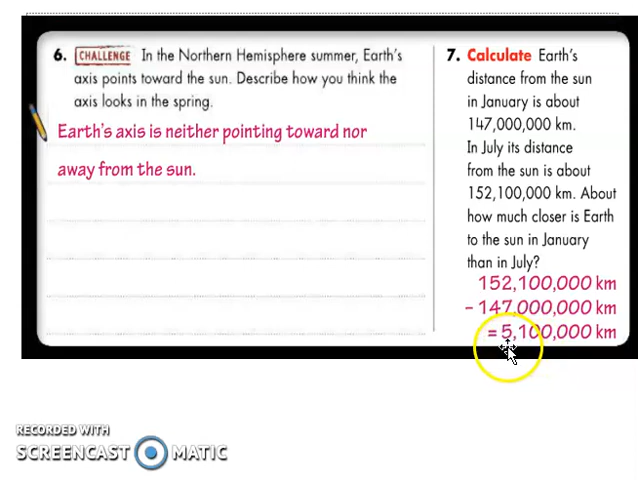 6. CHALLENGE In the Northern Hemisphere summer, Earth's
axis points toward the sun. Describe how you think the
axis looks in the spring.
Earth's axis is neither pointing toward nor
away from the sun.
7. Calculate Earth's
distance from the sun
in January is about
147,000,000 km.
In July its distance
from the sun is about
152,100,000 km. About
how much closer is Earth
to the sun in January
than in July?
152,100,000 km
– 147,000,000 km
= 5,100,000 km
RECORDED WITH
SCREENCAST MATIC